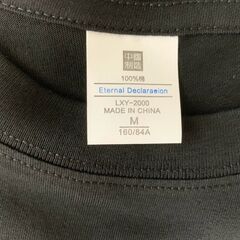 中國
制造
100%棉
Eternal Declaraeion
LXY-2000
MADE IN CHINA
M
160/84A